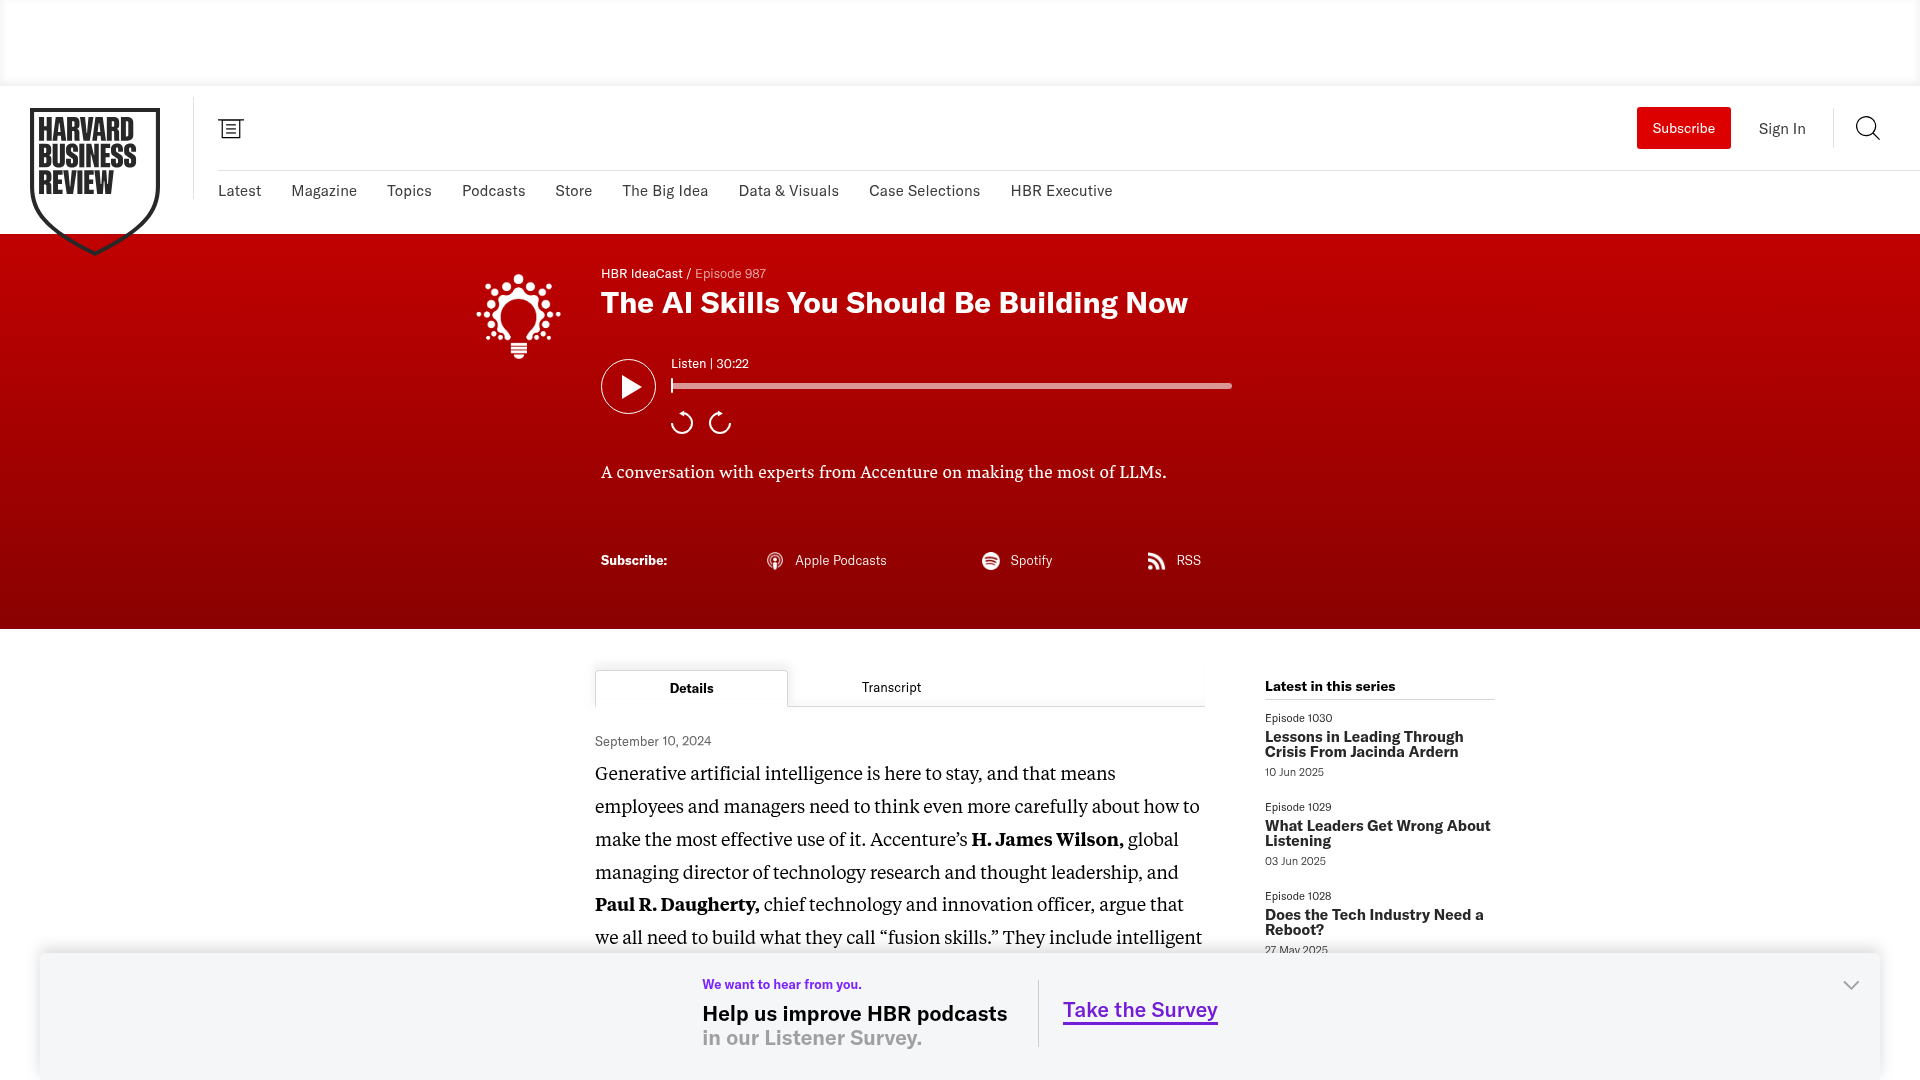 HARVARD
BUSINESS
REVIEW
Subscribe
Sign In
Latest
Magazine
Topics
Podcasts
Store
The Big Idea
Data & Visuals
Case Selections
HBR Executive
HBR IdeaCast / Episode 987
The AI Skills You Should Be Building Now
Listen | 30:22
A conversation with experts from Accenture on making the most of LLMs.
Subscribe:
Apple Podcasts
Spotify
RSS
Details
Transcript
September 10, 2024
Generative artificial intelligence is here to stay, and that means
employees and managers need to think even more carefully about how to
make the most effective use of it. Accenture’s H. James Wilson, global
managing director of technology research and thought leadership, and
Paul R. Daugherty, chief technology and innovation officer, argue that
we all need to build what they call “fusion skills.” They include intelligent
Latest in this series
Episode 1030
Lessons in Leading Through
Crisis From Jacinda Ardern
10 Jun 2025
Episode 1029
What Leaders Get Wrong About
Listening
03 Jun 2025
Episode 1028
Does the Tech Industry Need a
Reboot?
27 May 2025
We want to hear from you.
Help us improve HBR podcasts
in our Listener Survey.
Take the Survey